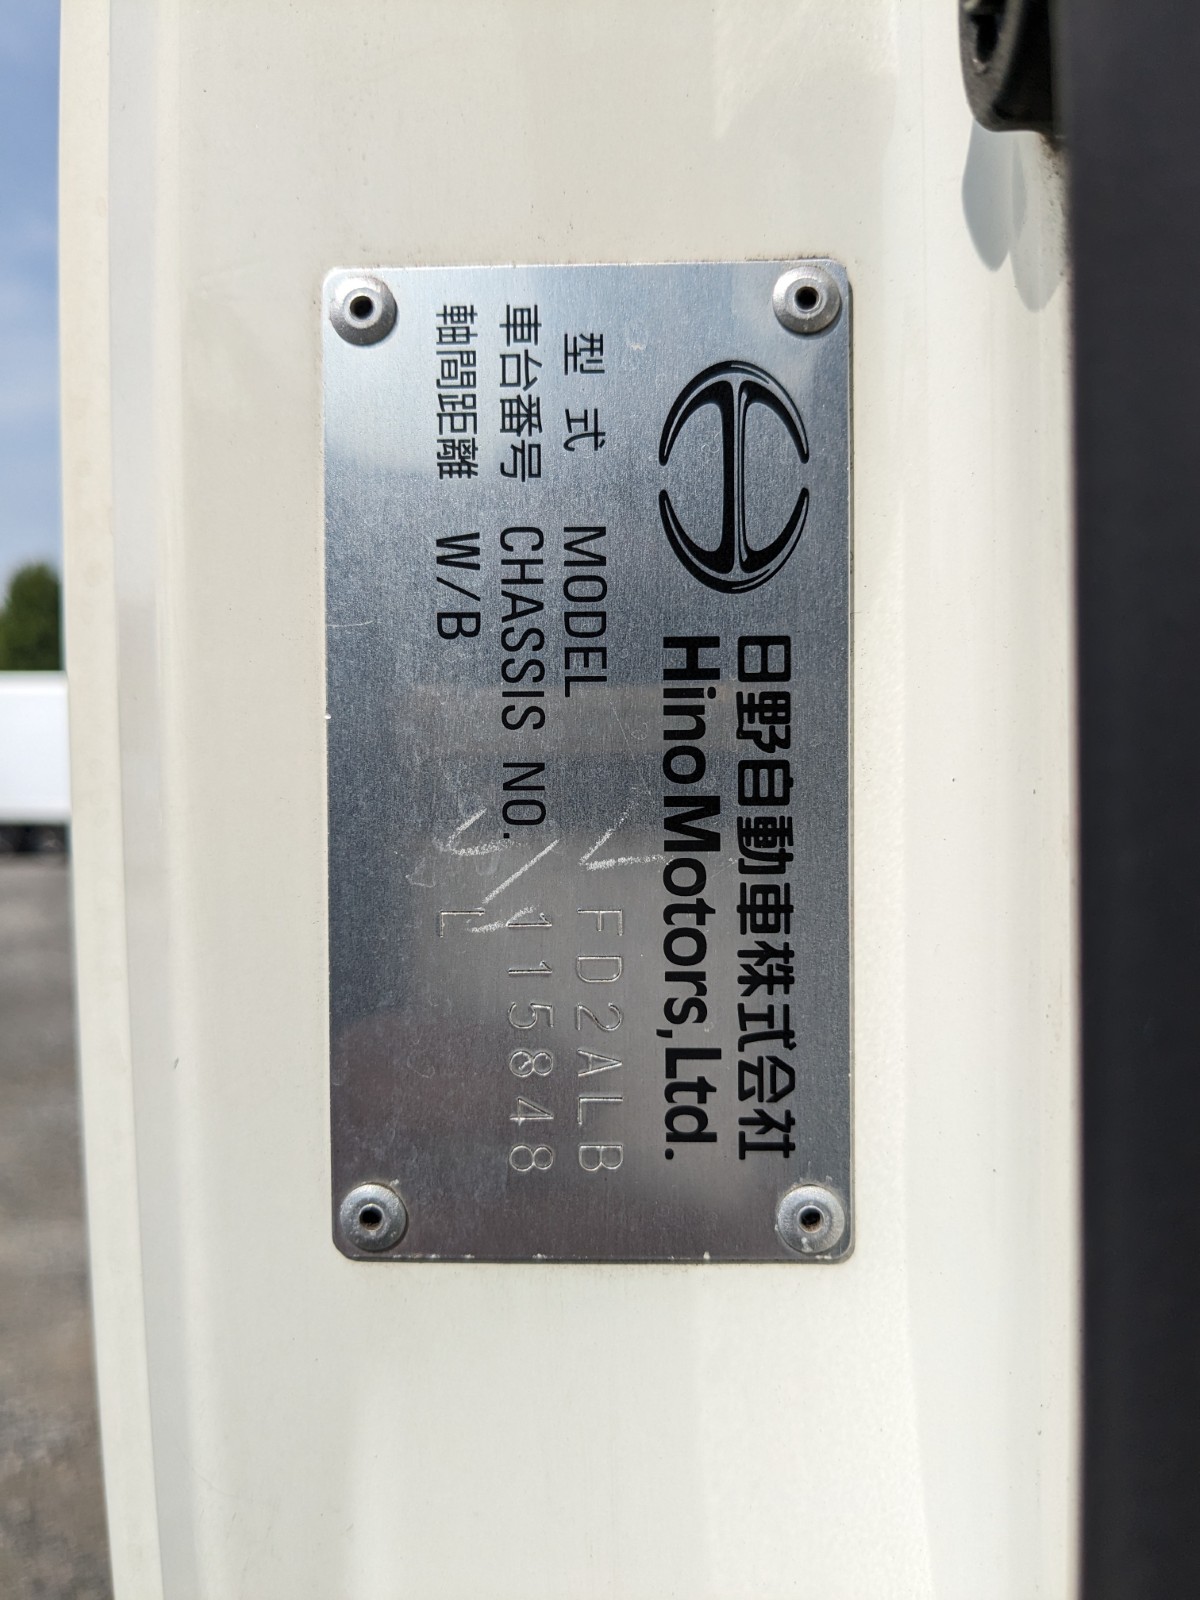 日野自動車株式会社
Hino Motors, Ltd.
型式 MODEL FD2ALB
車台番号 CHASSIS NO. 115848
軸間距離 W/B L